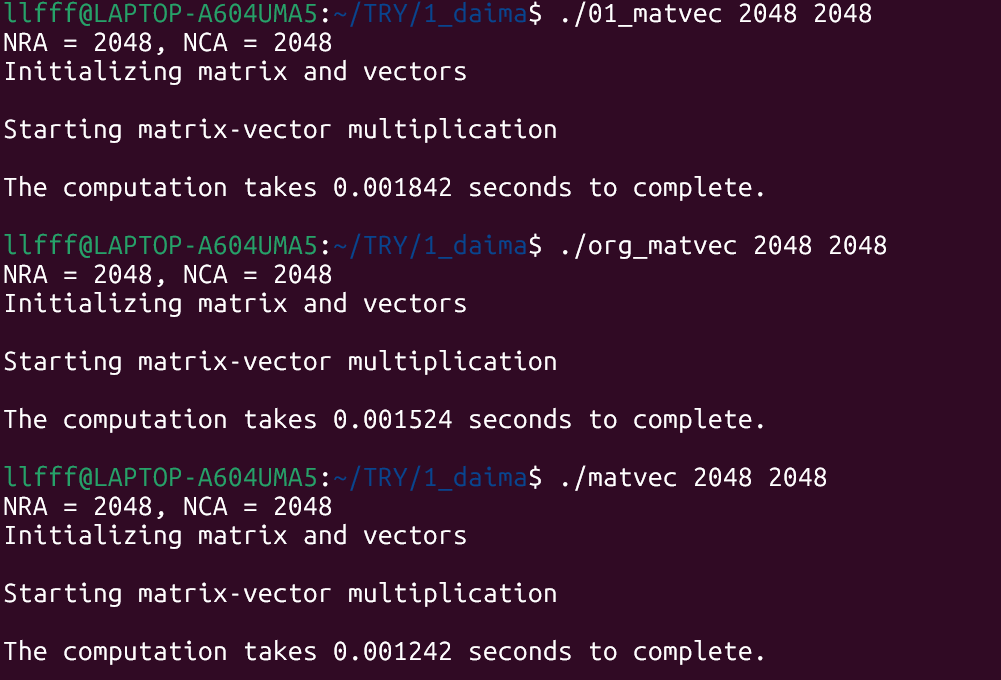 llfff@LAPTOP-A604UMA5:~/TRY/1_daima$ ./01_matvec 2048 2048
NRA = 2048, NCA = 2048
Initializing matrix and vectors
Starting matrix-vector multiplication
The computation takes 0.001842 seconds to complete.
llfff@LAPTOP-A604UMA5:~/TRY/1_daima$ ./org_matvec 2048 2048
NRA = 2048, NCA = 2048
Initializing matrix and vectors
Starting matrix-vector multiplication
The computation takes 0.001524 seconds to complete.
llfff@LAPTOP-A604UMA5:~/TRY/1_daima$ ./matvec 2048 2048
NRA = 2048, NCA = 2048
Initializing matrix and vectors
Starting matrix-vector multiplication
The computation takes 0.001242 seconds to complete.